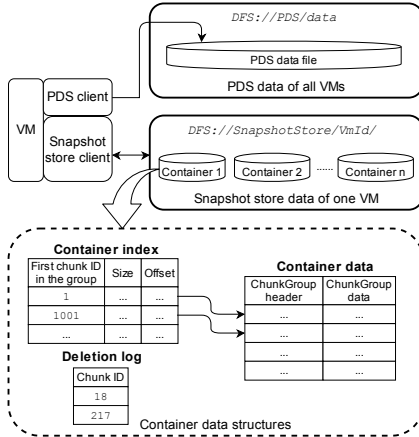 DFS://PDS/data
PDS data file
PDS data of all VMs
VM
PDS client
Snapshot
store client
DFS://SnapshotStore/VmId/
Container 1
Container 2
......
Container n
Snapshot store data of one VM
Container index
First chunk ID
in the group
Size
Offset
1
...
...
1001
...
...
...
...
...
Container data
ChunkGroup
header
ChunkGroup
data
...
...
...
...
...
...
...
...
Deletion log
Chunk ID
18
217
Container data structures